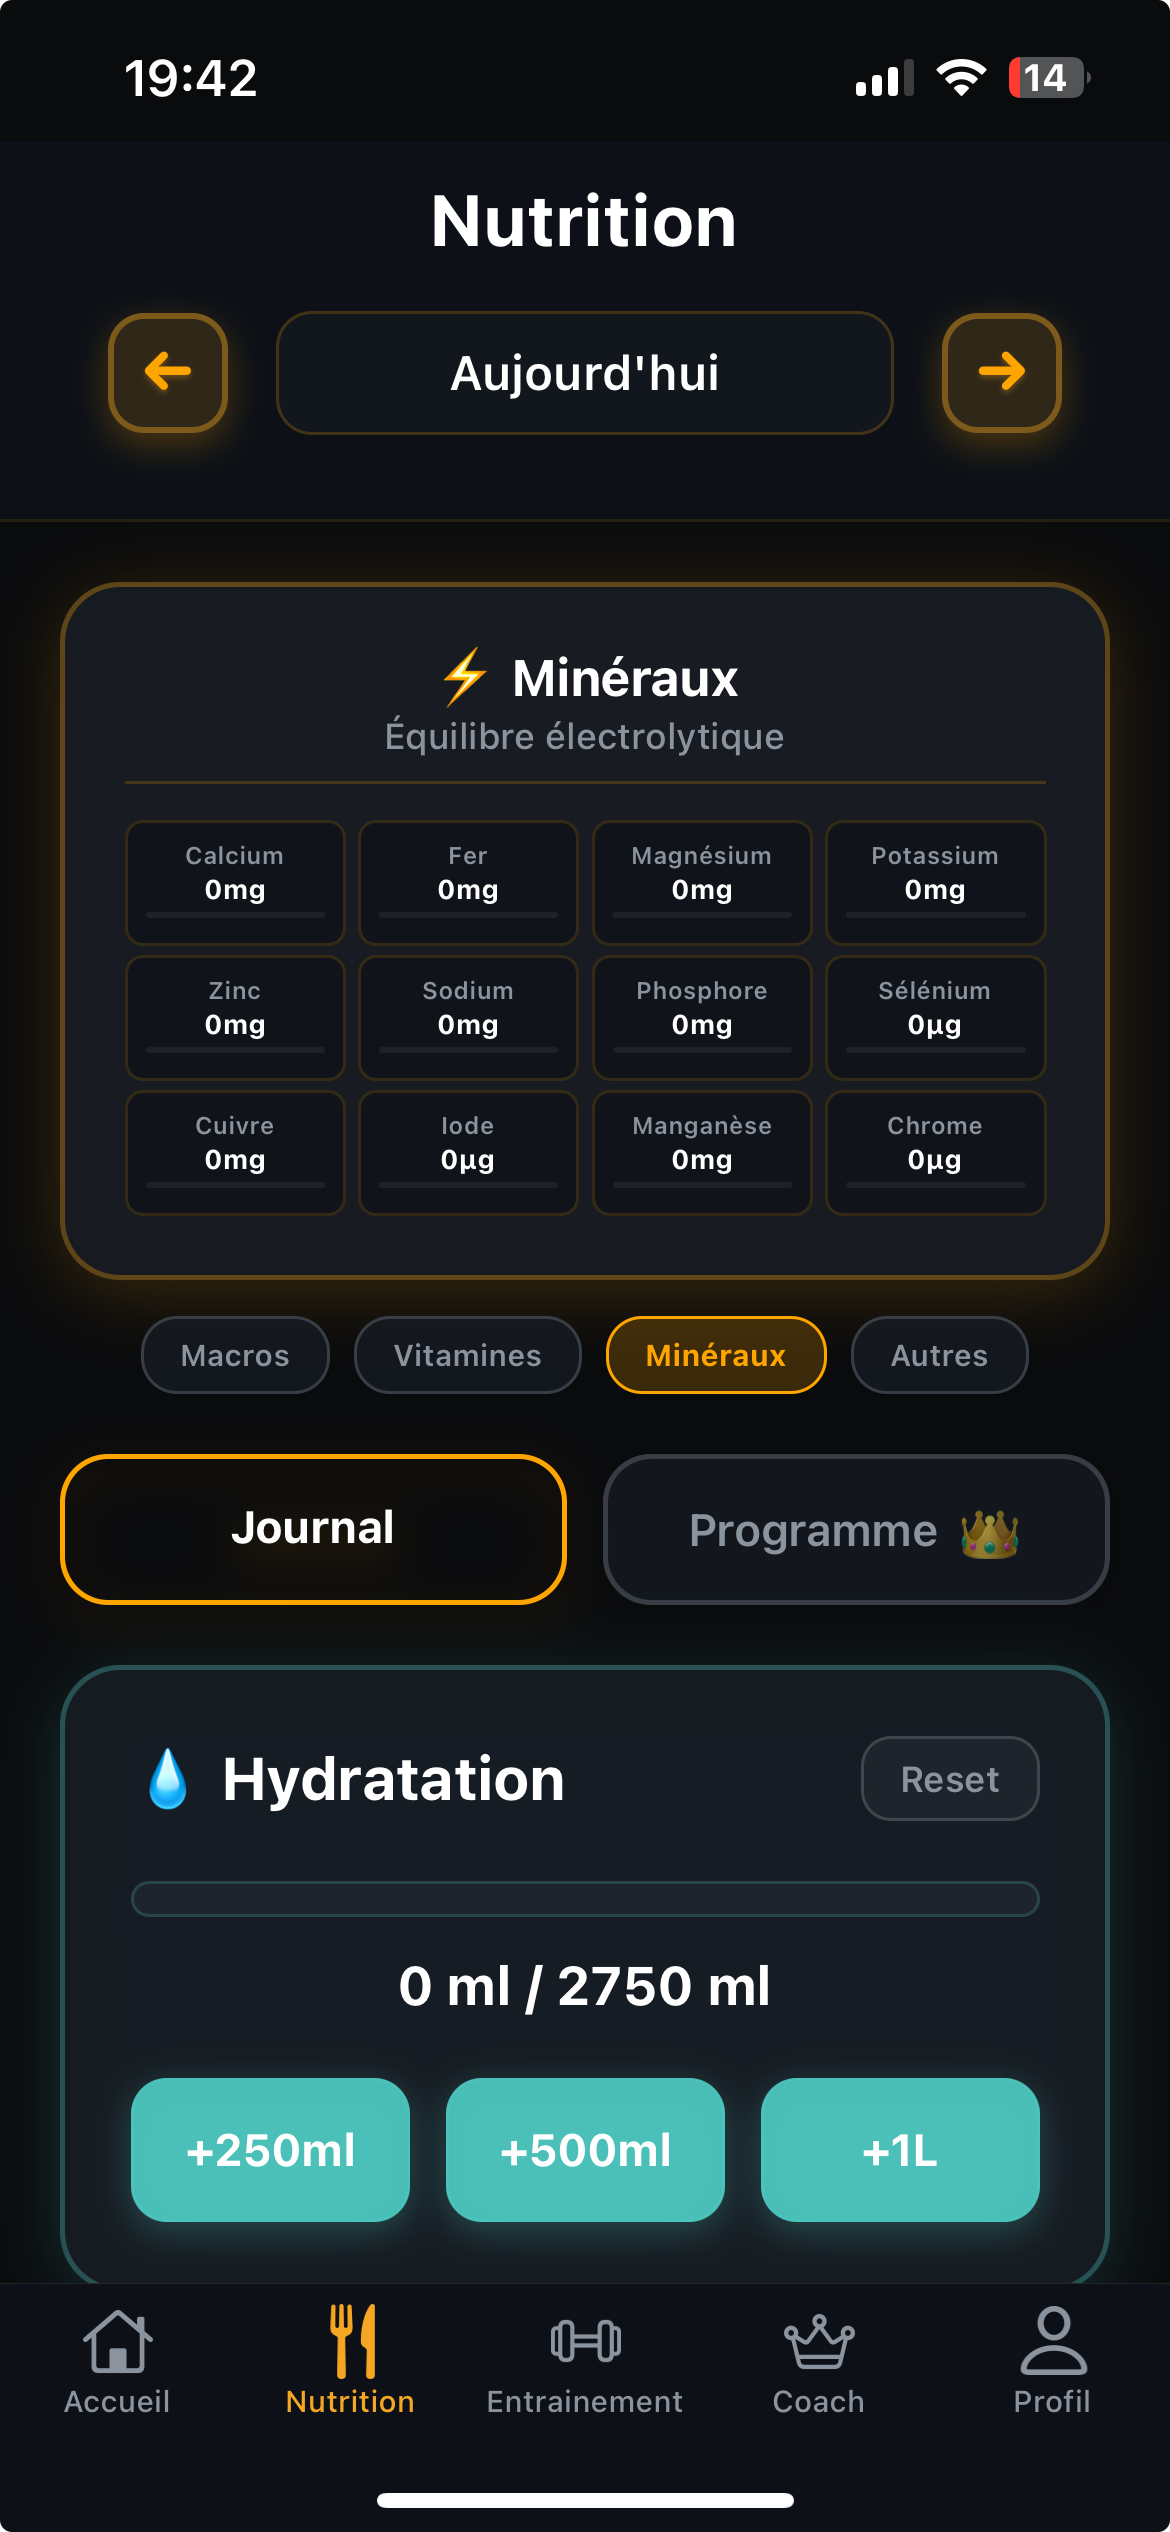 19:42
14
Nutrition
Aujourd'hui
⚡ Minéraux
Équilibre électrolytique
Calcium Fer Magnésium Potassium
0mg 0mg 0mg 0mg
Zinc Sodium Phosphore Sélénium
0mg 0mg 0mg 0µg
Cuivre Iode Manganèse Chrome
0mg 0µg 0mg 0µg
Macros Vitamines Minéraux Autres
Journal Programme 👑
💧 Hydratation Reset
0 ml / 2750 ml
+250ml +500ml +1L
Accueil Nutrition Entrainement Coach Profil